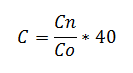 C = Cn/Co * 40